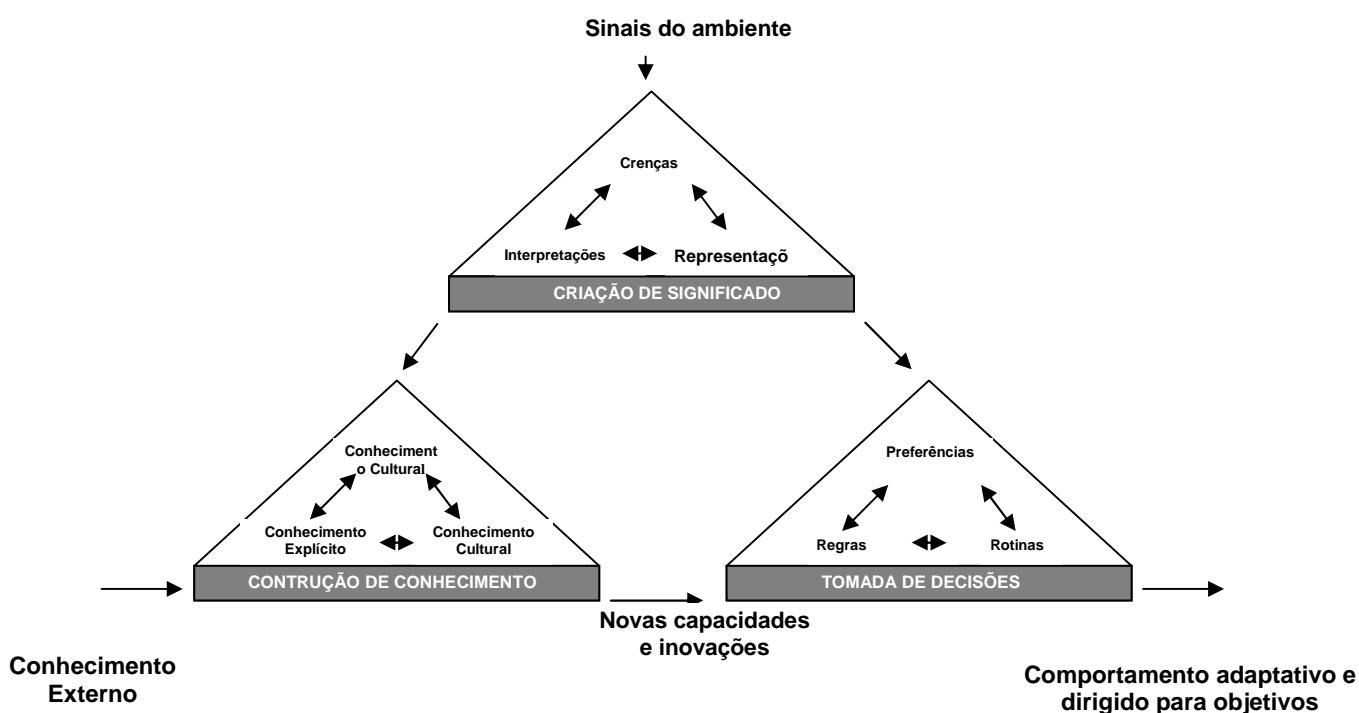 Sinais do ambiente
Crenças
Interpretações
Representaçõ
CRIAÇÃO DE SIGNIFICADO
Conheciment
o Cultural
Conhecimento
Explícito
Conhecimento
Cultural
CONTRUÇÃO DE CONHECIMENTO
Preferências
Regras
Rotinas
TOMADA DE DECISÕES
Novas capacidades
e inovações
Conhecimento
Externo
Comportamento adaptativo e
dirigido para objetivos